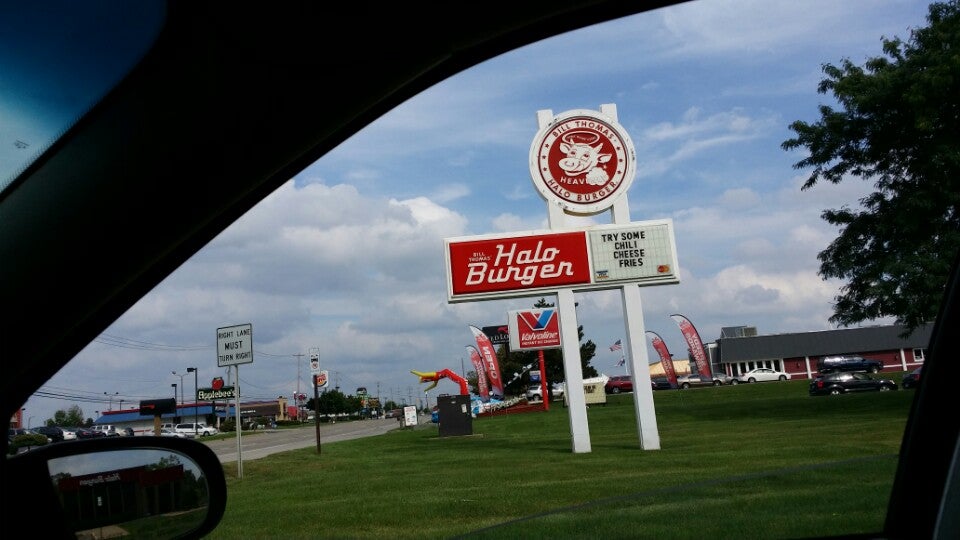 BILL THOMAS'
HEAV
HALO BURGER
BILL
THOMAS'
Halo
Burger
TRY SOME
CHILI
CHEESE
FRIES
Valvoline
RIGHT LANE
MUST
TURN RIGHT
Applebee's